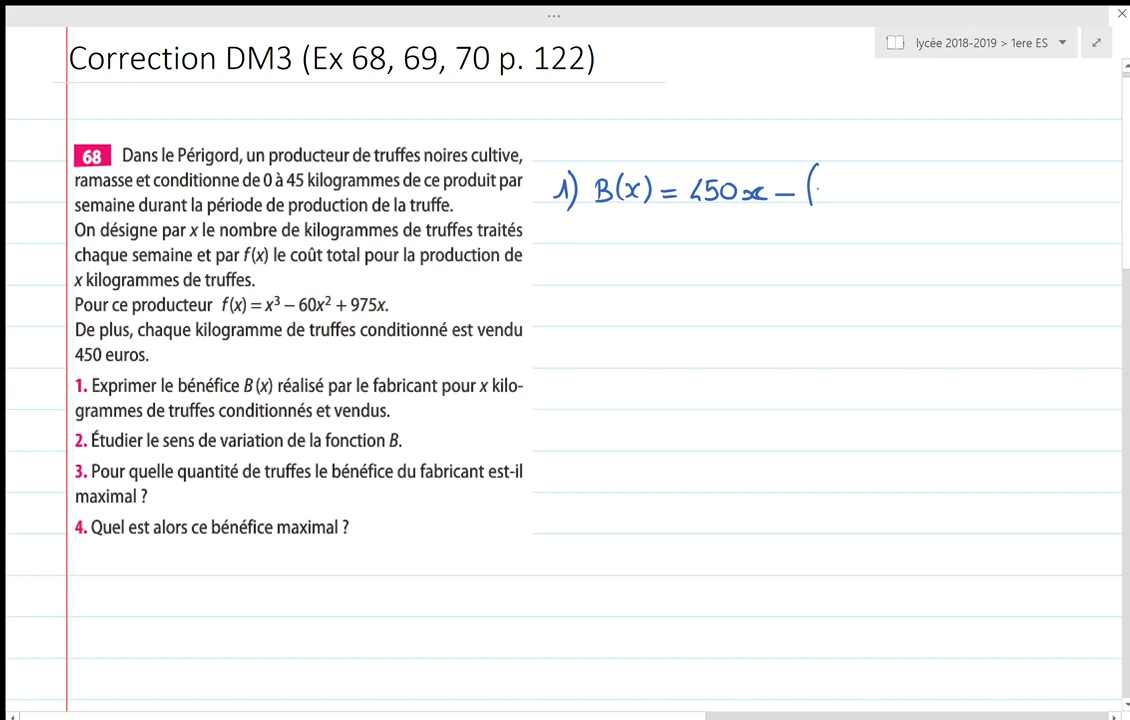 Correction DM3 (Ex 68, 69, 70 p. 122)
lycée 2018-2019 > 1ere ES
68 Dans le Périgord, un producteur de truffes noires cultive,
ramasse et conditionne de 0 à 45 kilogrammes de ce produit par
semaine durant la période de production de la truffe.
On désigne par x le nombre de kilogrammes de truffes traités
chaque semaine et par f(x) le coût total pour la production de
x kilogrammes de truffes.
Pour ce producteur f(x) = x³ − 60x² + 975x.
De plus, chaque kilogramme de truffes conditionné est vendu
450 euros.
1. Exprimer le bénéfice B(x) réalisé par le fabricant pour x kilo-
grammes de truffes conditionnés et vendus.
2. Étudier le sens de variation de la fonction B.
3. Pour quelle quantité de truffes le bénéfice du fabricant est-il
maximal ?
4. Quel est alors ce bénéfice maximal ?
1) B(x) = 450x − (